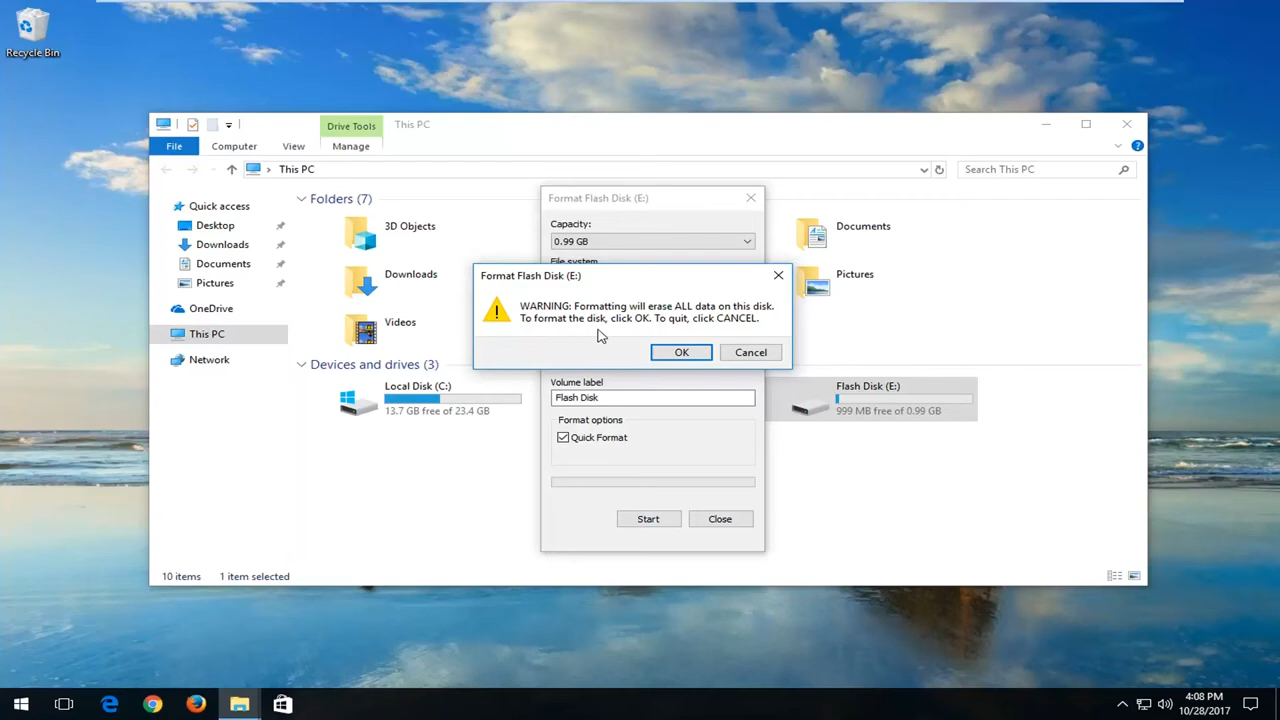 Recycle Bin
Drive Tools
This PC
File
Computer
View
Manage
This PC
Search This PC
Quick access
Desktop
Downloads
Documents
Pictures
OneDrive
This PC
Network
Folders (7)
3D Objects
Documents
Downloads
Pictures
Videos
Devices and drives (3)
Local Disk (C:)
13.7 GB free of 23.4 GB
Flash Disk (E:)
999 MB free of 0.99 GB
Format Flash Disk (E:)
Capacity:
0.99 GB
File system
Format Flash Disk (E:)
WARNING: Formatting will erase ALL data on this disk.
To format the disk, click OK. To quit, click CANCEL.
OK
Cancel
Volume label
Flash Disk
Format options
Quick Format
Start
Close
10 items
1 item selected
4:08 PM
10/28/2017